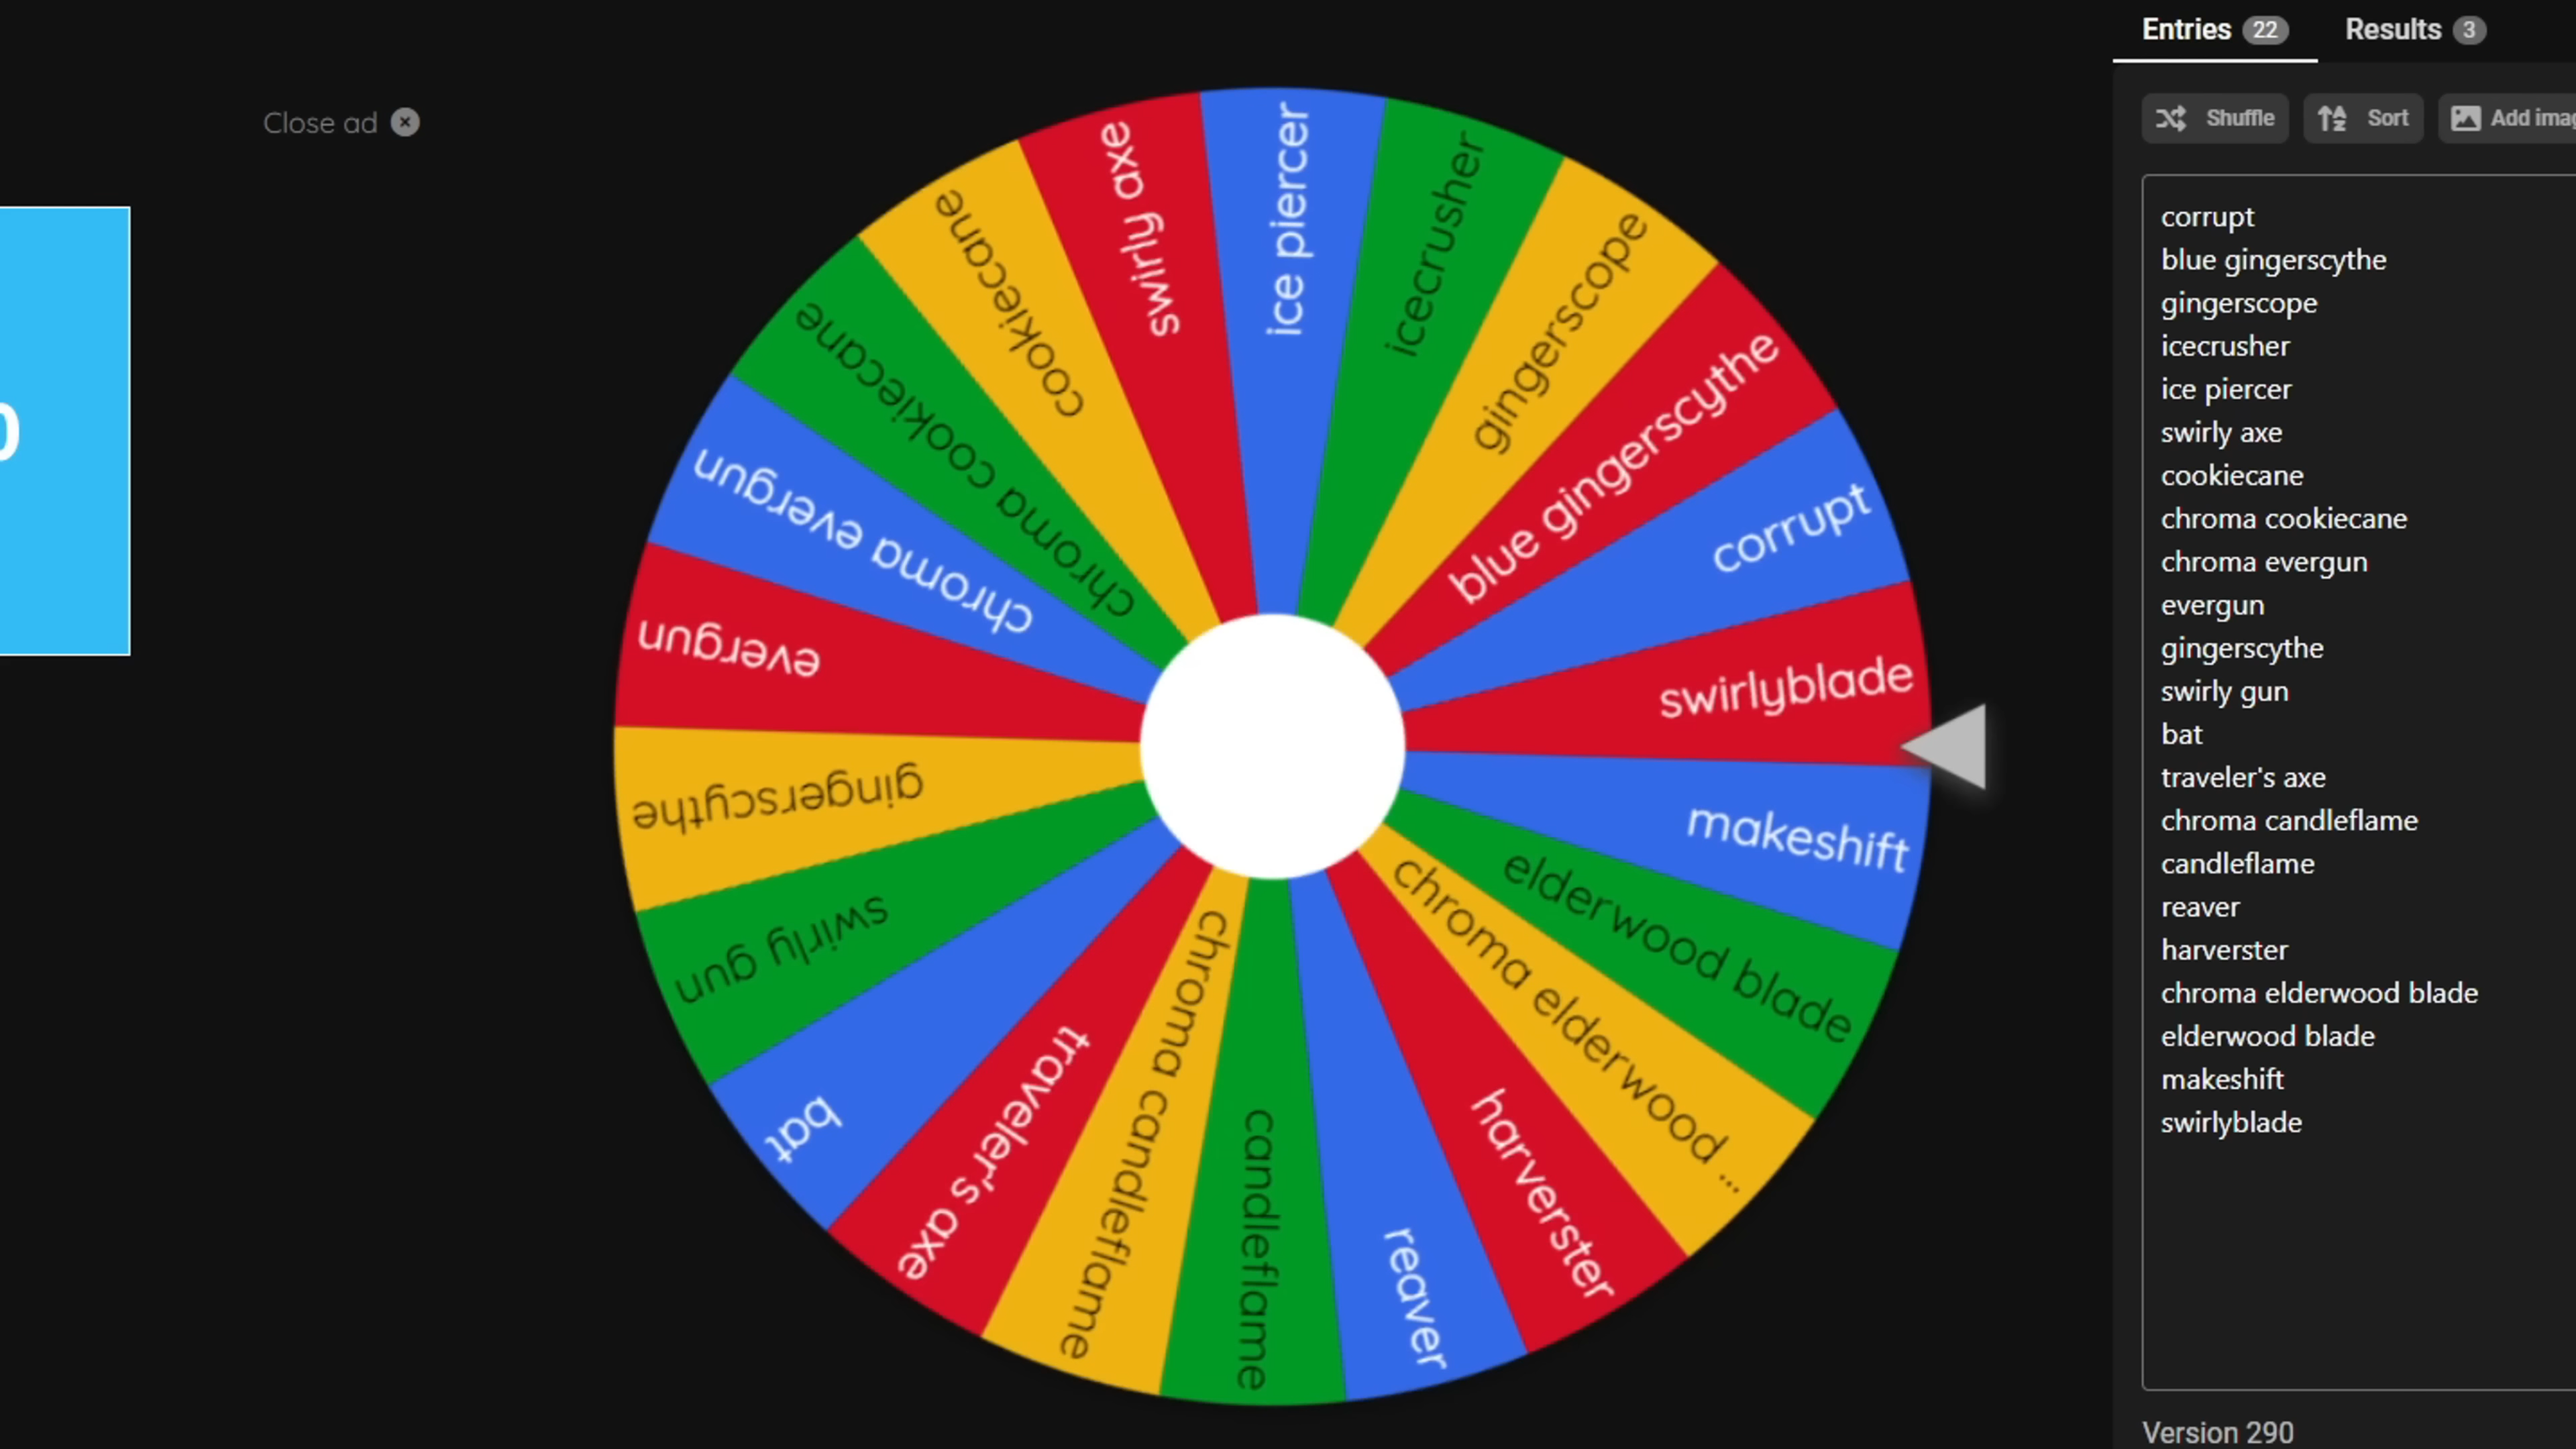 Close ad
Entries 22
Results 3
Shuffle
Sort
ice piercer
icecrusher
gingerscope
blue gingerscythe
corrupt
swirlyblade
makeshift
elderwood blade
chroma elderwood ...
harverster
reaver
candleflame
chroma candleflame
traveler's axe
bat
swirly gun
gingerscythe
evergun
chroma evergun
chroma cookiecane
cookiecane
swirly axe
corrupt
blue gingerscythe
gingerscope
icecrusher
ice piercer
swirly axe
cookiecane
chroma cookiecane
chroma evergun
evergun
gingerscythe
swirly gun
bat
traveler's axe
chroma candleflame
candleflame
reaver
harverster
chroma elderwood blade
elderwood blade
makeshift
swirlyblade
Version 290